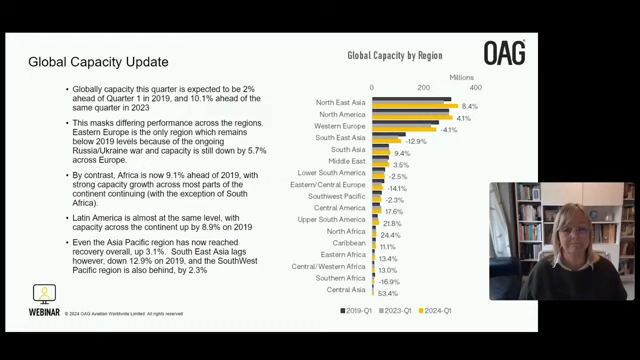 Global Capacity Update
• Globally capacity this quarter is expected to be 2%
ahead of Quarter 1 in 2019, and 10.1% ahead of the
same quarter in 2023
• This masks differing performance across the regions.
Eastern Europe is the only region which remains
below 2019 levels because of the ongoing
Russia/Ukraine war and capacity is still down by 5.7%
across Europe.
• By contrast, Africa is now 9.1% ahead of 2019, with
strong capacity growth across most parts of the
continent continuing (with the exception of South
Africa).
• Latin America is almost at the same level, with
capacity across the continent up by 8.9% on 2019
• Even the Asia Pacific region has now reached
recovery overall, up 3.1%. South East Asia lags
however, down 12.9% on 2019, and the SouthWest
Pacific region is also behind, by 2.3%
WEBINAR
© 2024 OAG Aviation Worldwide Limited. All rights reserved
Global Capacity by Region
OAG
Millions
0 200 400
North East Asia 8.4%
North America 4.1%
Western Europe -4.1%
South East Asia -12.9%
South Asia 9.4%
Middle East 3.5%
Lower South America -2.5%
Eastern/Central Europe -14.1%
Southwest Pacific -2.3%
Central America 17.6%
Upper South America 21.8%
North Africa 24.4%
Caribbean 11.1%
Eastern Africa 13.4%
Central/Western Africa 13.0%
Southern Africa -16.9%
Central Asia 53.4%
2019-Q1 2023-Q1 2024-Q1